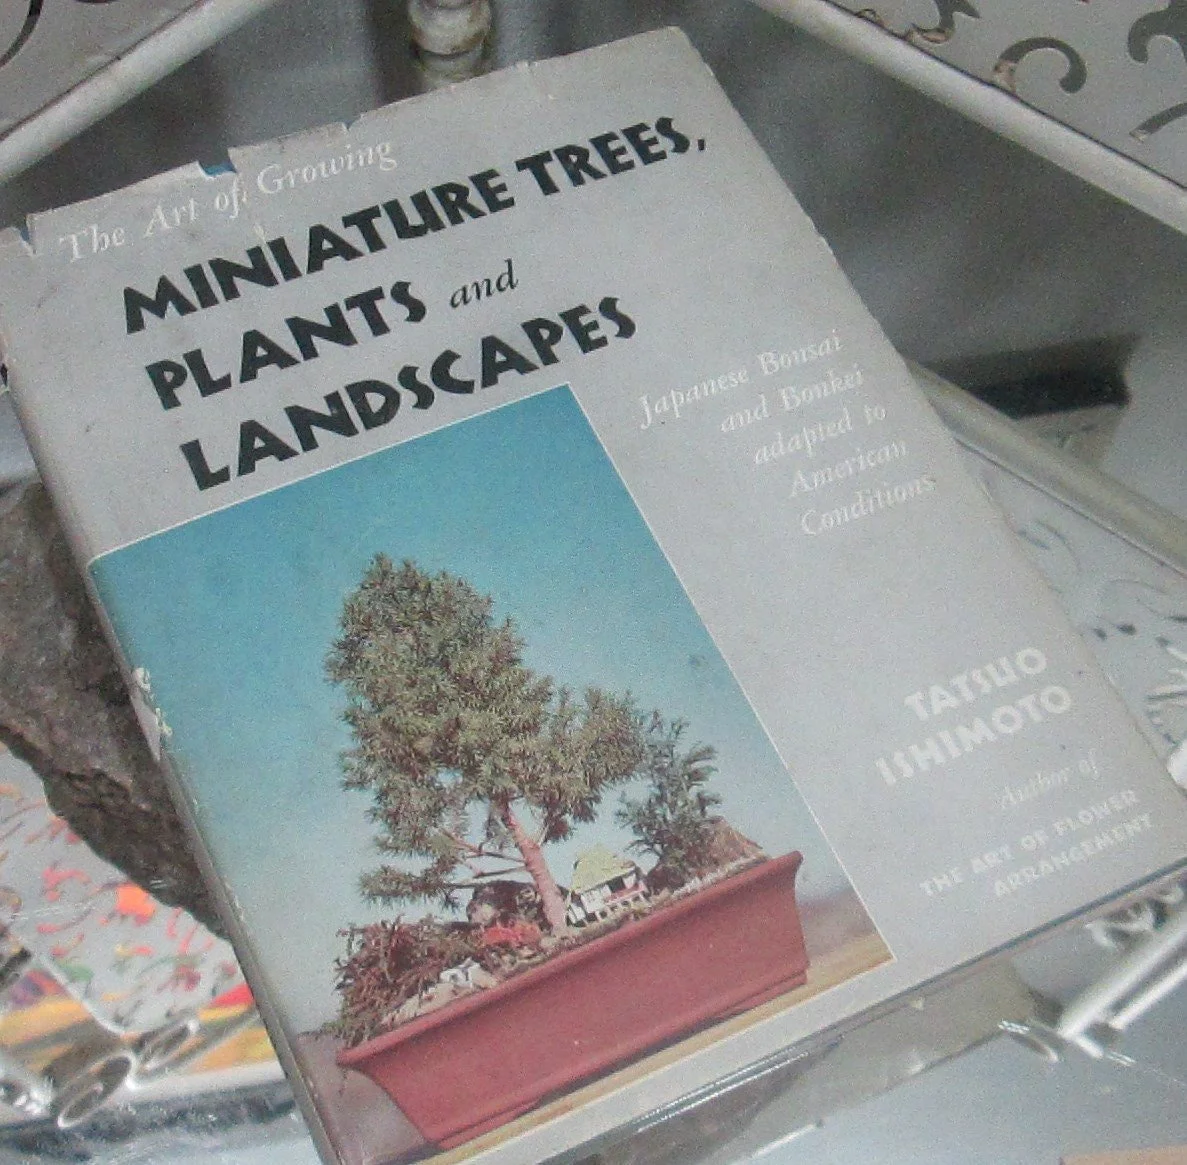 The Art of Growing
MINIATURE TREES,
PLANTS and
LANDSCAPES
Japanese Bonsai
and Bonkei
adapted to
American
Conditions
TATSUO
ISHIMOTO
Author of
THE ART OF FLOWER
ARRANGEMENT